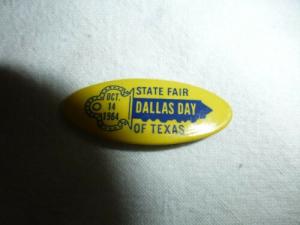 OCT.
14
1964
STATE FAIR
DALLAS DAY
OF TEXAS